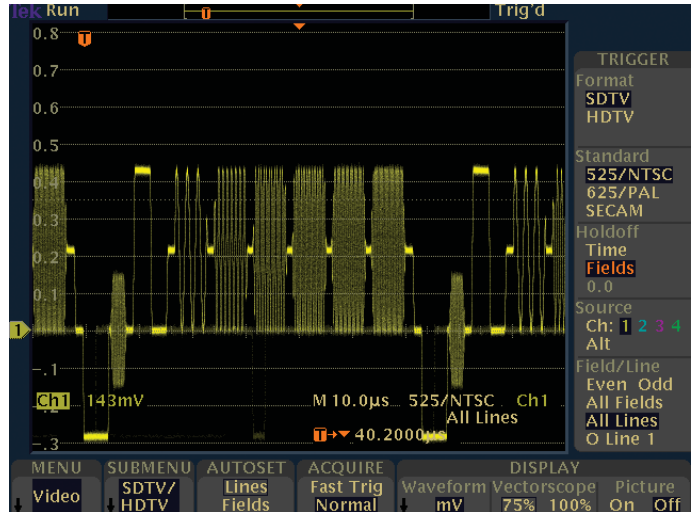 Tek Run Trig'd
T
T
0.8
0.7
0.6
0.5
0.4
0.3
0.2
0.1
1
-.1
-.3
Ch1 143mV M 10.0µs 525/NTSC Ch1
All Lines
T→▼ 40.2000µs
TRIGGER
Format
SDTV
HDTV
Standard
525/NTSC
625/PAL
SECAM
Holdoff
Time
Fields
0.0
Source
Ch: 1 2 3 4
Alt
Field/Line
Even Odd
All Fields
All Lines
O Line 1
MENU SUBMENU AUTOSET ACQUIRE DISPLAY
Video SDTV/ Lines Fast Trig Waveform Vectorscope Picture
HDTV Fields Normal mV 75% 100% On Off